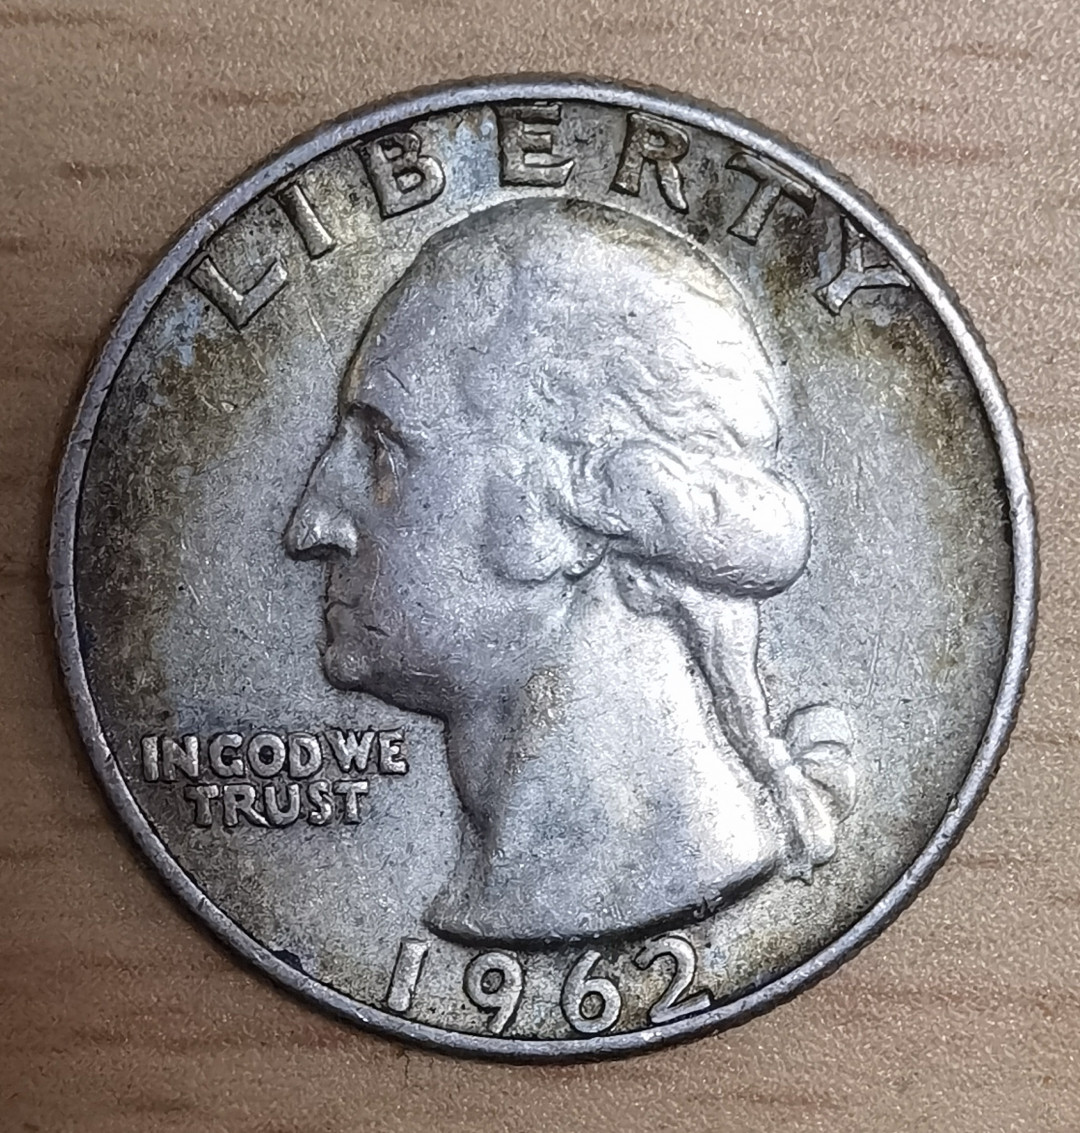 LIBERTY
IN GOD WE
TRUST
1962